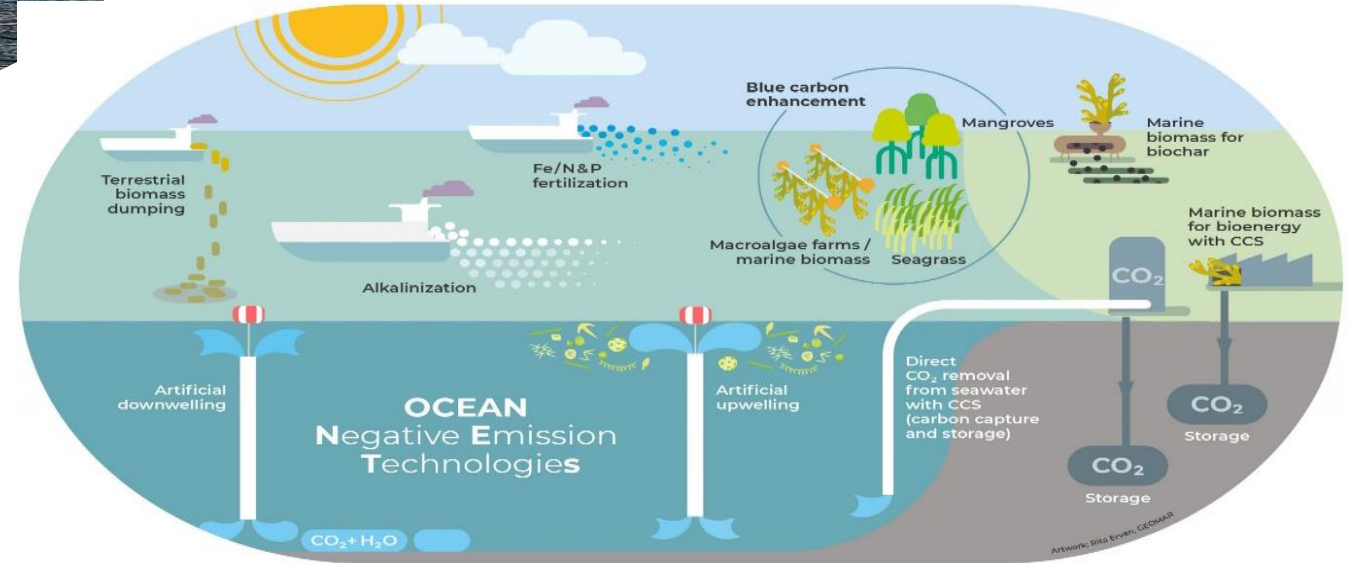 Blue carbon
enhancement
Mangroves
Marine
biomass for
biochar
Terrestrial
biomass
dumping
Fe/N&P
fertilization
Marine biomass
for bioenergy
with CCS
Macroalgae farms /
marine biomass
Seagrass
Alkalinization
CO₂
Artificial
downwelling
OCEAN
Negative Emission
Technologies
Artificial
upwelling
Direct
CO₂ removal
from seawater
with CCS
(carbon capture
and storage)
CO₂
Storage
CO₂
Storage
CO₂+H₂O
Artwork: Rita Erven, GEOMAR